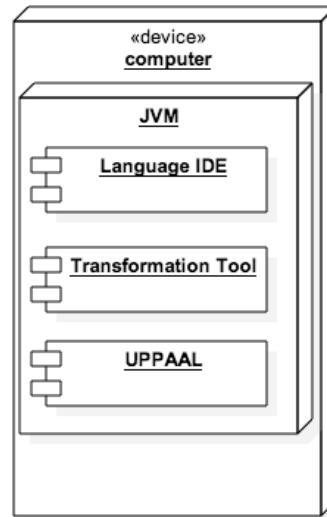 «device»
computer
JVM
Language IDE
Transformation Tool
UPPAAL